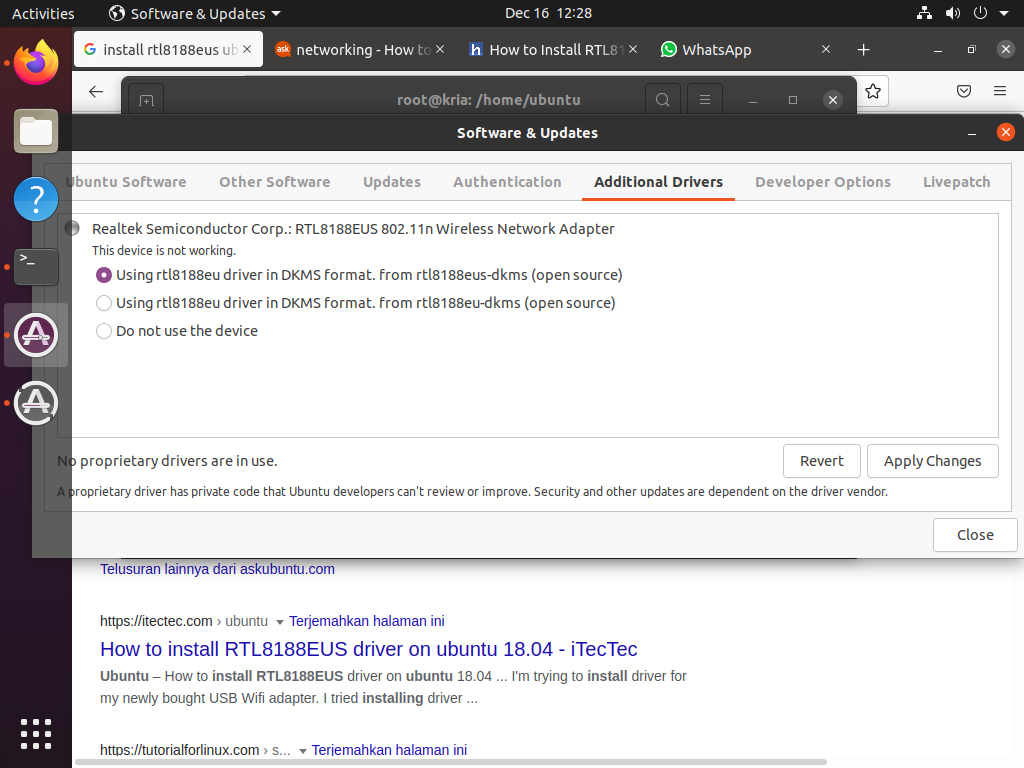 Activities
Software & Updates
Dec 16 12:28
install rtl8188eus ub
networking - How to
How to Install RTL81
WhatsApp
root@kria: /home/ubuntu
Software & Updates
Ubuntu Software
Other Software
Updates
Authentication
Additional Drivers
Developer Options
Livepatch
Realtek Semiconductor Corp.: RTL8188EUS 802.11n Wireless Network Adapter
This device is not working.
Using rtl8188eu driver in DKMS format. from rtl8188eus-dkms (open source)
Using rtl8188eu driver in DKMS format. from rtl8188eu-dkms (open source)
Do not use the device
No proprietary drivers are in use.
Revert
Apply Changes
A proprietary driver has private code that Ubuntu developers can't review or improve. Security and other updates are dependent on the driver vendor.
Close
Telusuran lainnya dari askubuntu.com
https://itectec.com › ubuntu Terjemahkan halaman ini
How to install RTL8188EUS driver on ubuntu 18.04 - iTecTec
Ubuntu – How to install RTL8188EUS driver on ubuntu 18.04 ... I'm trying to install driver for
my newly bought USB Wifi adapter. I tried installing driver ...
https://tutorialforlinux.com › s... Terjemahkan halaman ini